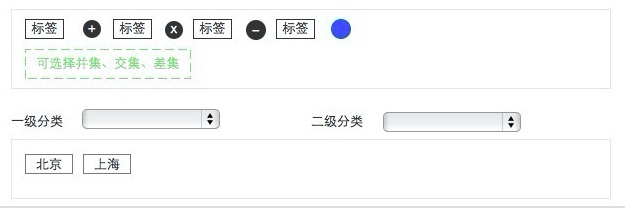 标签 + 标签 x 标签 − 标签
可选择并集、交集、差集
一级分类 二级分类
北京 上海